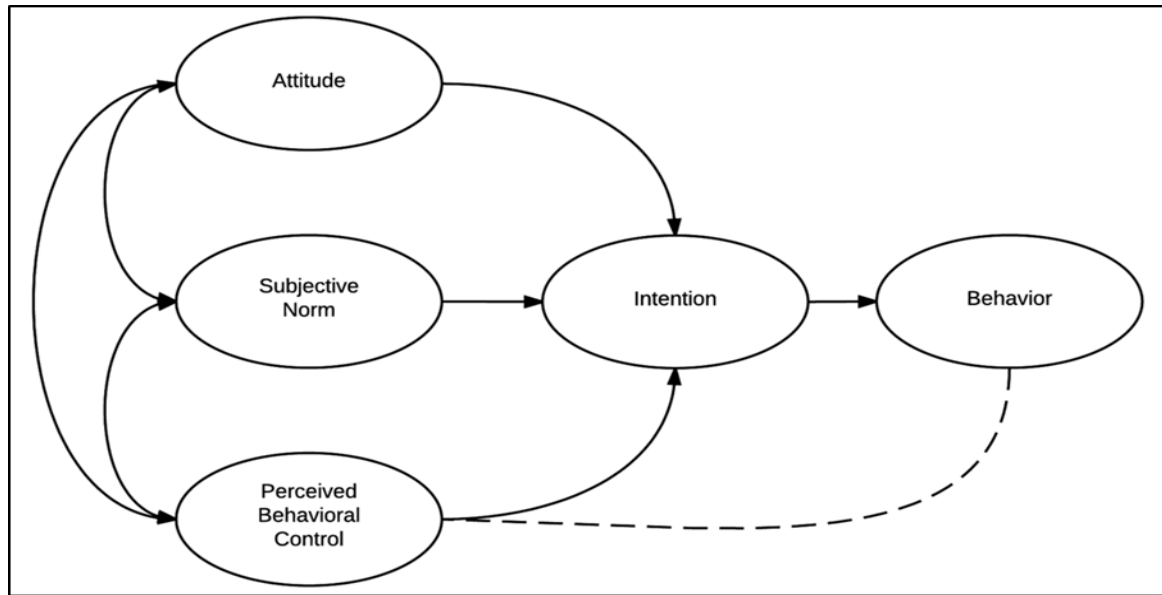 Attitude
Subjective
Norm
Intention
Behavior
Perceived
Behavioral
Control